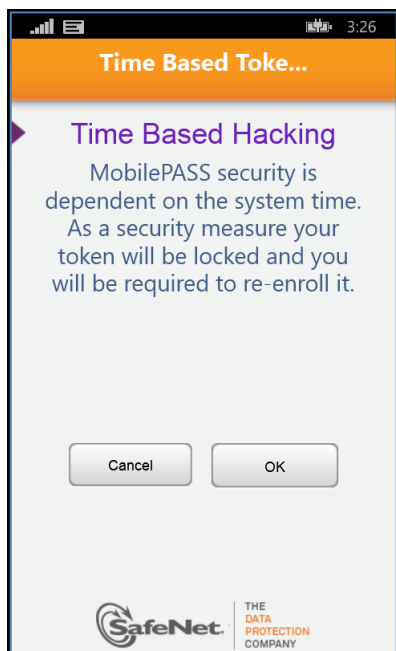 3:26
Time Based Toke...
Time Based Hacking
MobilePASS security is
dependent on the system time.
As a security measure your
token will be locked and you
will be required to re-enroll it.
Cancel OK
SafeNet. THE
DATA
PROTECTION
COMPANY